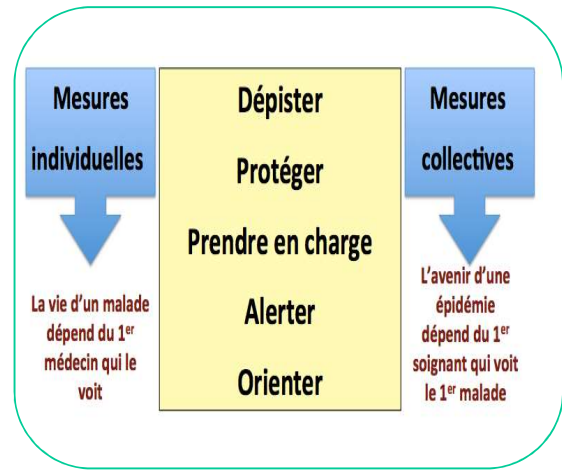 Mesures
individuelles
La vie d'un malade
dépend du 1er
médecin qui le
voit
Dépister
Protéger
Prendre en charge
Alerter
Orienter
Mesures
collectives
L'avenir d'une
épidémie
dépend du 1er
soignant qui voit
le 1er malade